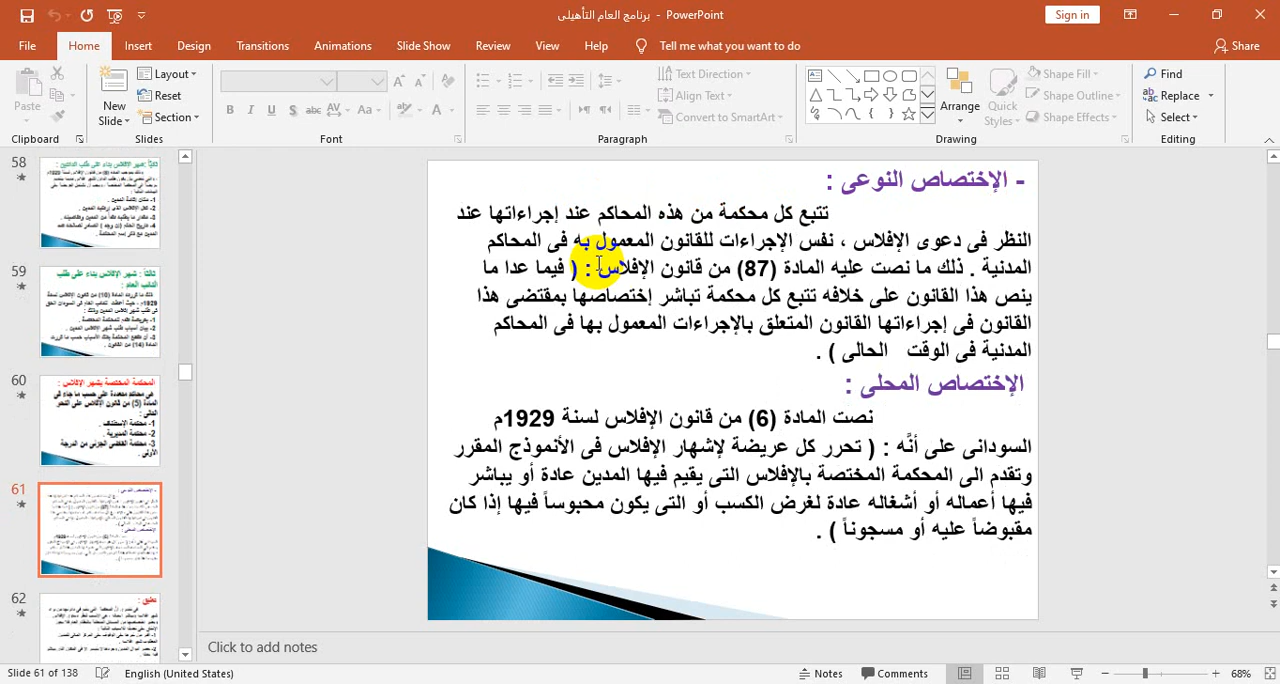 برنامج العام التأهيلى - PowerPoint
Sign in
File Home Insert Design Transitions Animations Slide Show Review View Help Tell me what you want to do Share
Paste
New Slide
Layout
Reset
Section
Text Direction
Align Text
Convert to SmartArt
Arrange
Quick Styles
Shape Fill
Shape Outline
Shape Effects
Find
Replace
Select
Clipboard Slides Font Paragraph Drawing Editing
58
59
60
61
62
- الإختصاص النوعى :
تتبع كل محكمة من هذه المحاكم عند إجراءاتها عند
النظر فى دعوى الإفلاس ، نفس الإجراءات للقانون المعمول به فى المحاكم
المدنية . ذلك ما نصت عليه المادة (87) من قانون الإفلاس : ( فيما عدا ما
ينص هذا القانون على خلافه تتبع كل محكمة تباشر إختصاصها بمقتضى هذا
القانون فى إجراءاتها القانون المتعلق بالإجراءات المعمول بها فى المحاكم
المدنية فى الوقت الحالى ) .
الإختصاص المحلى :
نصت المادة (6) من قانون الإفلاس لسنة 1929م
السودانى على أنَّه : ( تحرر كل عريضة لإشهار الإفلاس فى الأنموذج المقرر
وتقدم الى المحكمة المختصة بالإفلاس التى يقيم فيها المدين عادة أو يباشر
فيها أعماله أو أشغاله عادة لغرض الكسب أو التى يكون محبوساً فيها إذا كان
مقبوضاً عليه أو مسجوناً ) .
Click to add notes
Slide 61 of 138 English (United States) Notes Comments 68%